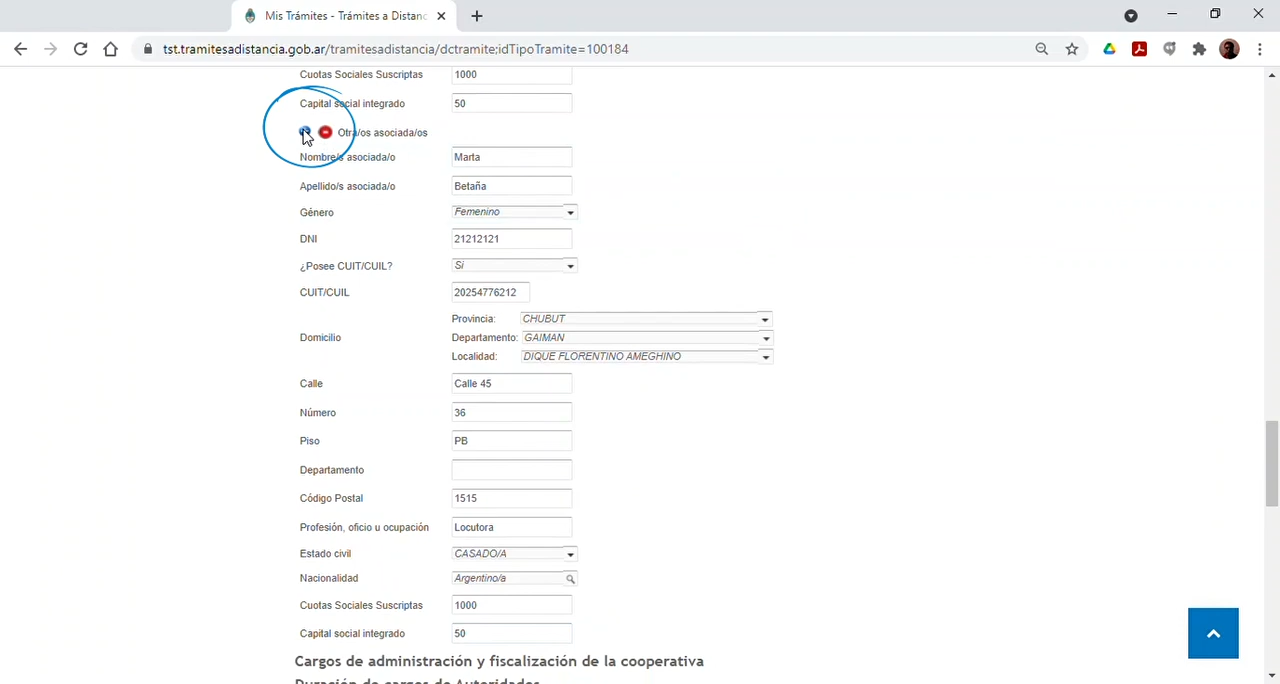 Mis Trámites - Trámites a Distanc
tst.tramitesadistancia.gob.ar/tramitesadistancia/dctramite;idTipoTramite=100184
Cuotas Sociales Suscriptas 1000
Capital social integrado 50
Otra/os asociada/os
Nombre/s asociada/o Marta
Apellido/s asociada/o Betaña
Género Femenino
DNI 21212121
¿Posee CUIT/CUIL? Si
CUIT/CUIL 20254776212
Provincia: CHUBUT
Domicilio Departamento: GAIMAN
Localidad: DIQUE FLORENTINO AMEGHINO
Calle Calle 45
Número 36
Piso PB
Departamento
Código Postal 1515
Profesión, oficio u ocupación Locutora
Estado civil CASADO/A
Nacionalidad Argentino/a
Cuotas Sociales Suscriptas 1000
Capital social integrado 50
Cargos de administración y fiscalización de la cooperativa
Duración de cargos de Autoridades